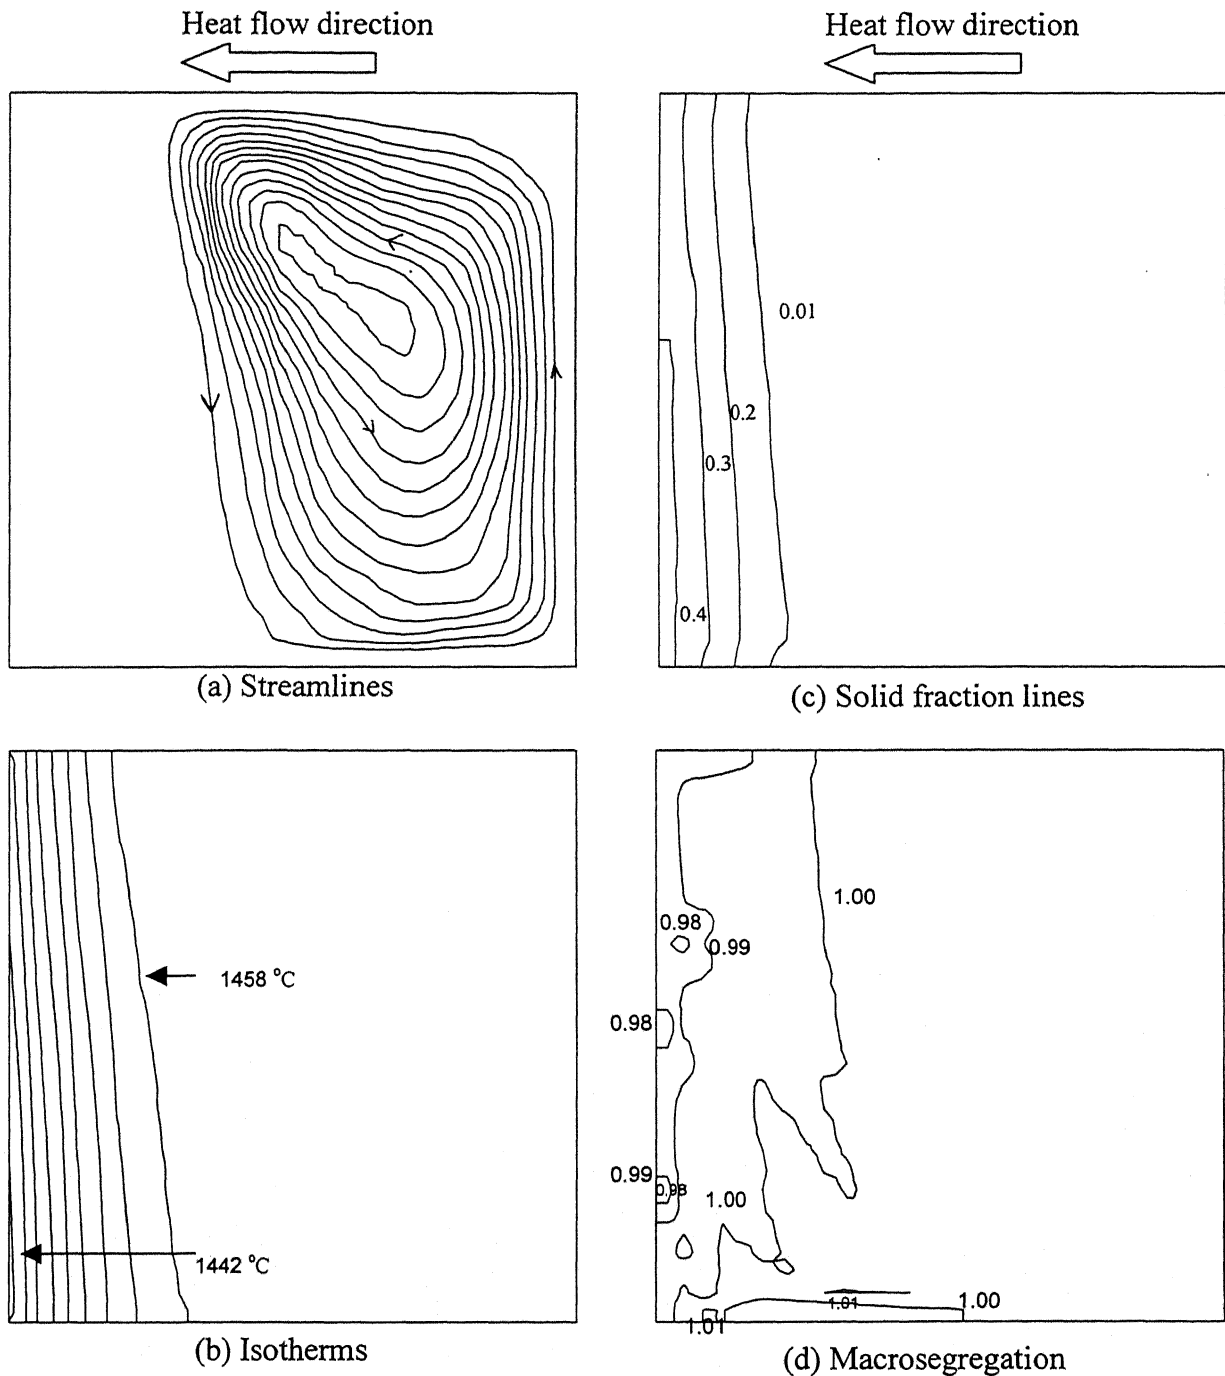 Heat flow direction
(a) Streamlines
Heat flow direction
0.01
0.2
0.3
0.4
(c) Solid fraction lines
1458 °C
1442 °C
(b) Isotherms
1.00
0.98
0.99
0.98
0.99
0.98
1.00
1.01
1.00
1.01
(d) Macrosegregation